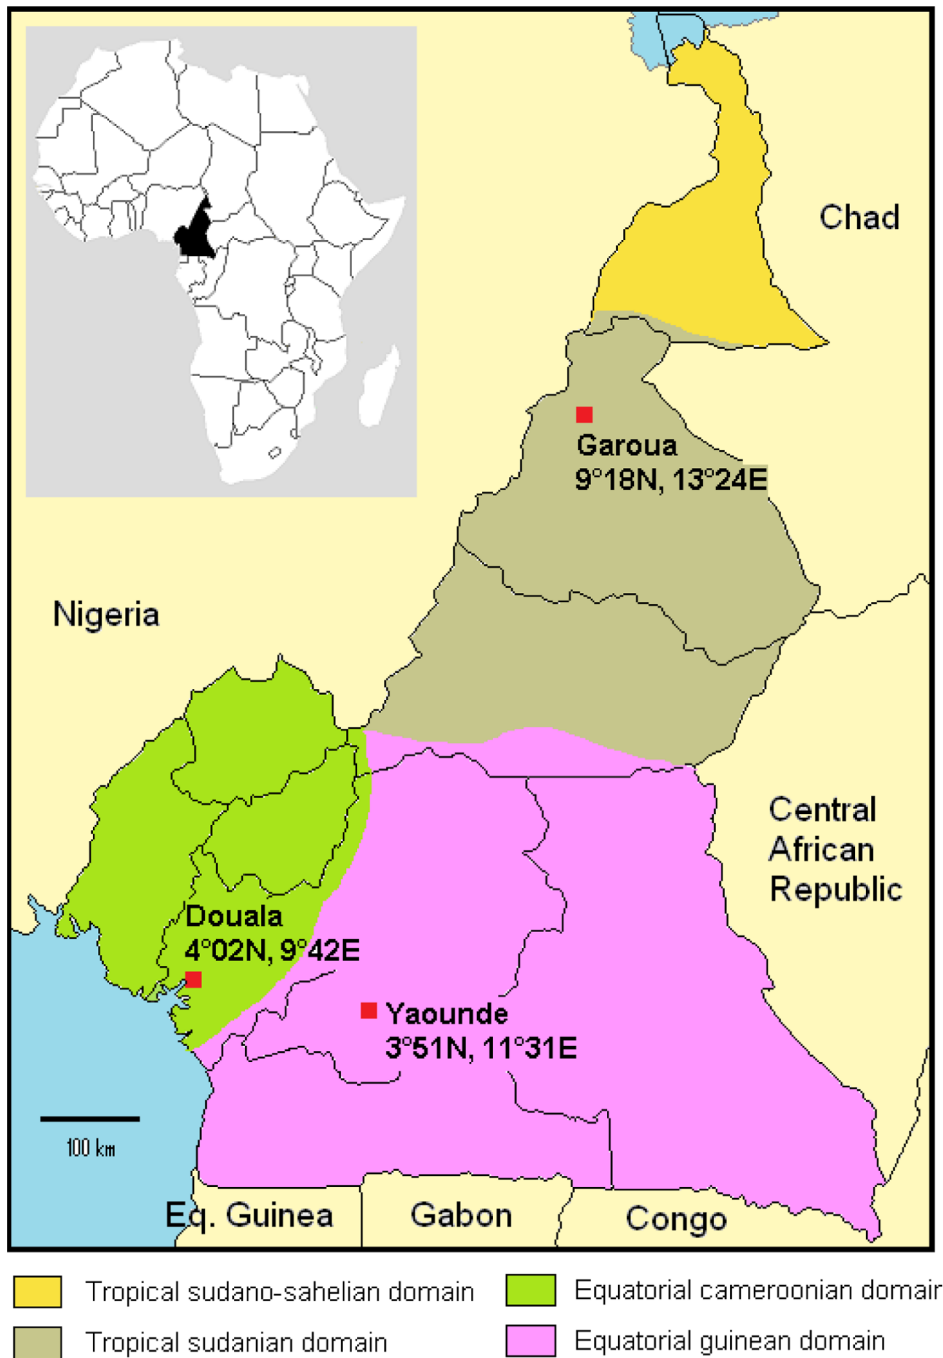 Chad
Garoua
9°18N, 13°24E
Nigeria
Central
African
Republic
Douala
4°02N, 9°42E
Yaounde
3°51N, 11°31E
100 km
Eq. Guinea
Gabon
Congo
Tropical sudano-sahelian domain
Equatorial cameroonian domain
Tropical sudanian domain
Equatorial guinean domain